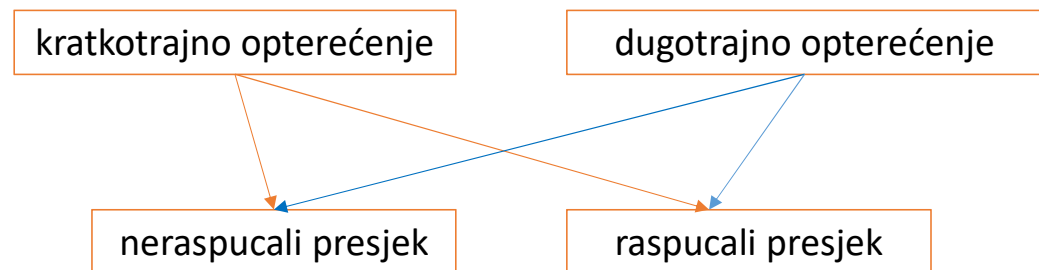 kratkotrajno opterećenje
dugotrajno opterećenje
neraspucali presjek
raspucali presjek